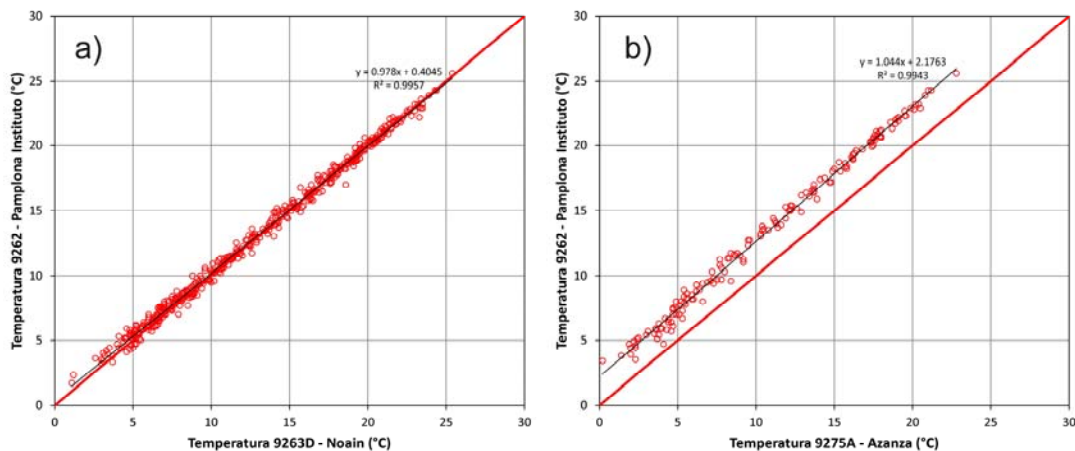 a)
y = 0.978x + 0.4045
R² = 0.9957
Temperatura 9262 - Pamplona Instituto (°C)
30
25
20
15
10
5
0
0 5 10 15 20 25 30
Temperatura 9263D - Noain (°C)
b)
y = 1.044x + 2.1763
R² = 0.9943
Temperatura 9262 - Pamplona Instituto (°C)
30
25
20
15
10
5
0
0 5 10 15 20 25 30
Temperatura 9275A - Azanza (°C)